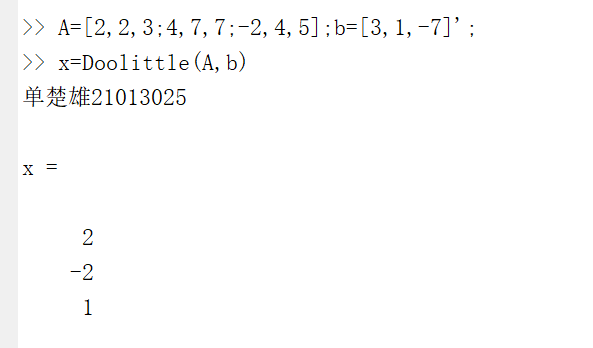 >> A=[2,2,3;4,7,7;-2,4,5];b=[3,1,-7]';
>> x=Doolittle(A,b)
单楚雄21013025
x =
2
-2
1